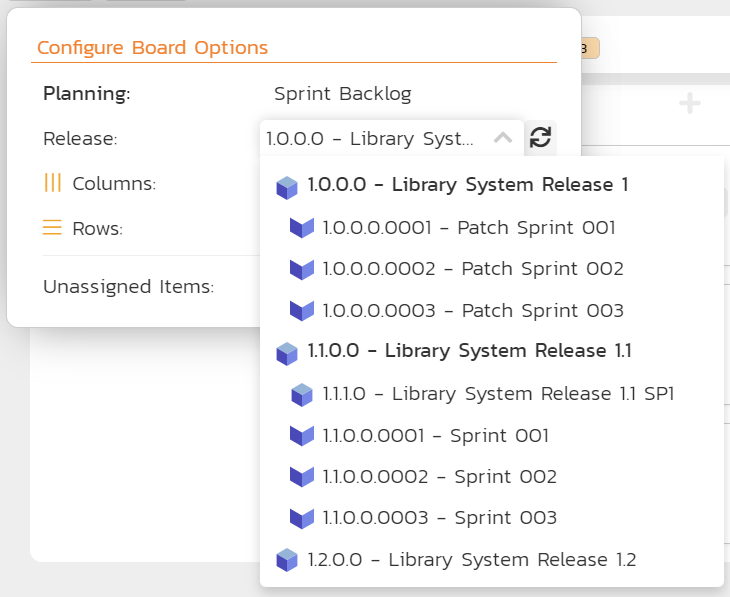 Configure Board Options
3
Planning: Sprint Backlog
Release: 1.0.0.0 - Library Syst...
Columns:
Rows:
Unassigned Items:
1.0.0.0 - Library System Release 1
1.0.0.0.0001 - Patch Sprint 001
1.0.0.0.0002 - Patch Sprint 002
1.0.0.0.0003 - Patch Sprint 003
1.1.0.0 - Library System Release 1.1
1.1.1.0 - Library System Release 1.1 SP1
1.1.0.0.0001 - Sprint 001
1.1.0.0.0002 - Sprint 002
1.1.0.0.0003 - Sprint 003
1.2.0.0 - Library System Release 1.2